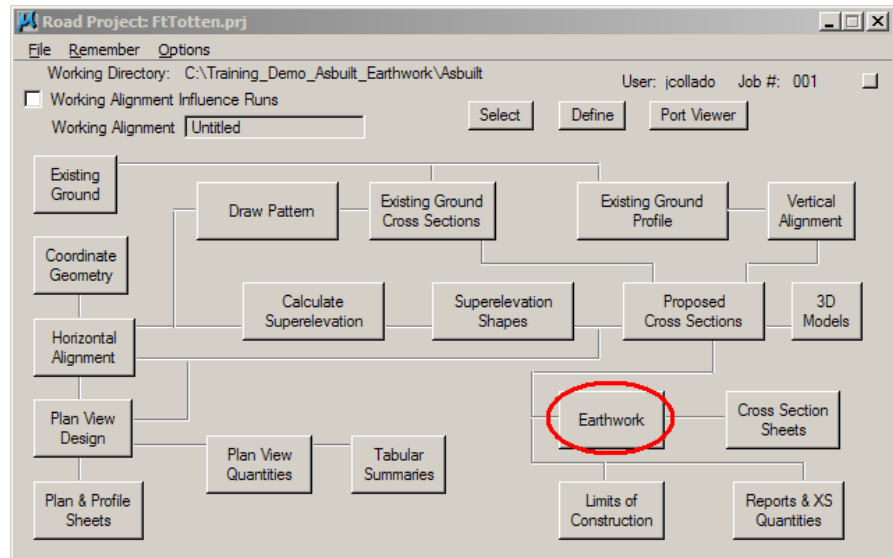 Road Project: FtTotten.prj
File Remember Options
Working Directory: C:\Training_Demo_Asbuilt_Earthwork\Asbuilt
User: jcollado Job #: 001
Working Alignment Influence Runs
Working Alignment Untitled
Select Define Port Viewer
Existing
Ground
Draw Pattern
Existing Ground
Cross Sections
Existing Ground
Profile
Vertical
Alignment
Coordinate
Geometry
Calculate
Superelevation
Superelevation
Shapes
Proposed
Cross Sections
3D
Models
Horizontal
Alignment
Plan View
Design
Earthwork
Cross Section
Sheets
Plan View
Quantities
Tabular
Summaries
Plan & Profile
Sheets
Limits of
Construction
Reports & XS
Quantities